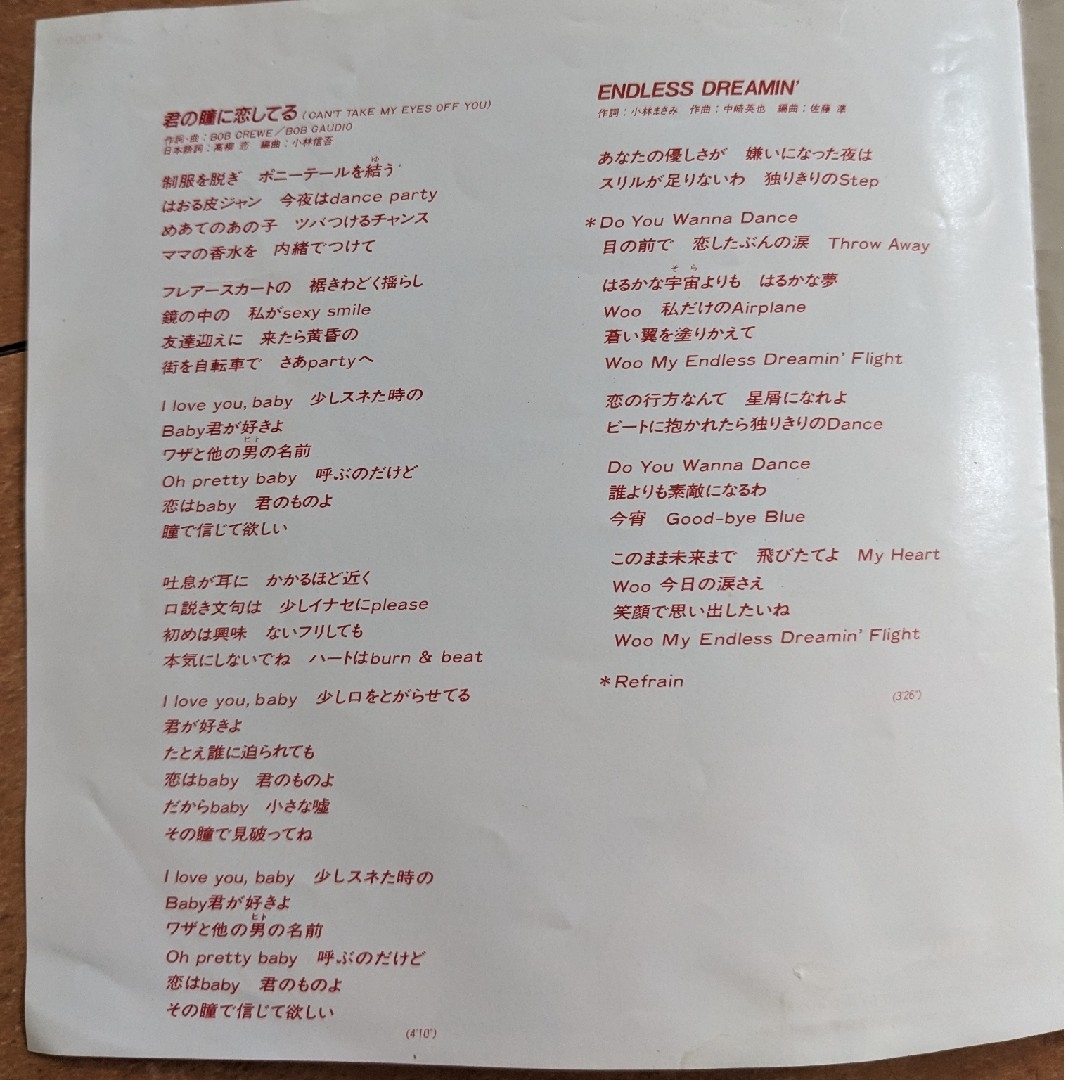 君の瞳に恋してる (CAN'T TAKE MY EYES OFF YOU)
作詞・曲:BOB CREWE/BOB GAUDIO
日本語詞:高柳 恋 編曲:小林信吾
制服を脱ぎ ポニーテールを結う
はおる皮ジャン 今夜はdance party
めあてのあの子 ツバつけるチャンス
ママの香水を 内緒でつけて
フレアースカートの 裾きわどく揺らし
鏡の中の 私がsexy smile
友達迎えに 来たら黄昏の
街を自転車で さあpartyへ
I love you, baby 少しスネた時の
Baby君が好きよ
ワザと他の男の名前
Oh pretty baby 呼ぶのだけど
恋はbaby 君のものよ
瞳で信じて欲しい
吐息が耳に かかるほど近く
口説き文句は 少しイナセにplease
初めは興味 ないフリしても
本気にしないでね ハートはburn & beat
I love you, baby 少し口をとがらせてる
君が好きよ
たとえ誰に迫られても
恋はbaby 君のものよ
だからbaby 小さな嘘
その瞳で見破ってね
I love you, baby 少しスネた時の
Baby君が好きよ
ワザと他の男の名前
Oh pretty baby 呼ぶのだけど
恋はbaby 君のものよ
その瞳で信じて欲しい
(4'10")
ENDLESS DREAMIN'
作詞:小林まさみ 作曲:中崎英也 編曲:佐藤 準
あなたの優しさが 嫌いになった夜は
スリルが足りないわ 独りきりのStep
*Do You Wanna Dance
目の前で 恋したぶんの涙 Throw Away
はるかな宇宙よりも はるかな夢
Woo 私だけのAirplane
蒼い翼を塗りかえて
Woo My Endless Dreamin' Flight
恋の行方なんて 星屑になれよ
ビートに抱かれたら独りきりのDance
Do You Wanna Dance
誰よりも素敵になるわ
今宵 Good-bye Blue
このまま未来まで 飛びたてよ My Heart
Woo 今日の涙さえ
笑顔で思い出したいね
Woo My Endless Dreamin' Flight
*Refrain
(3'26")